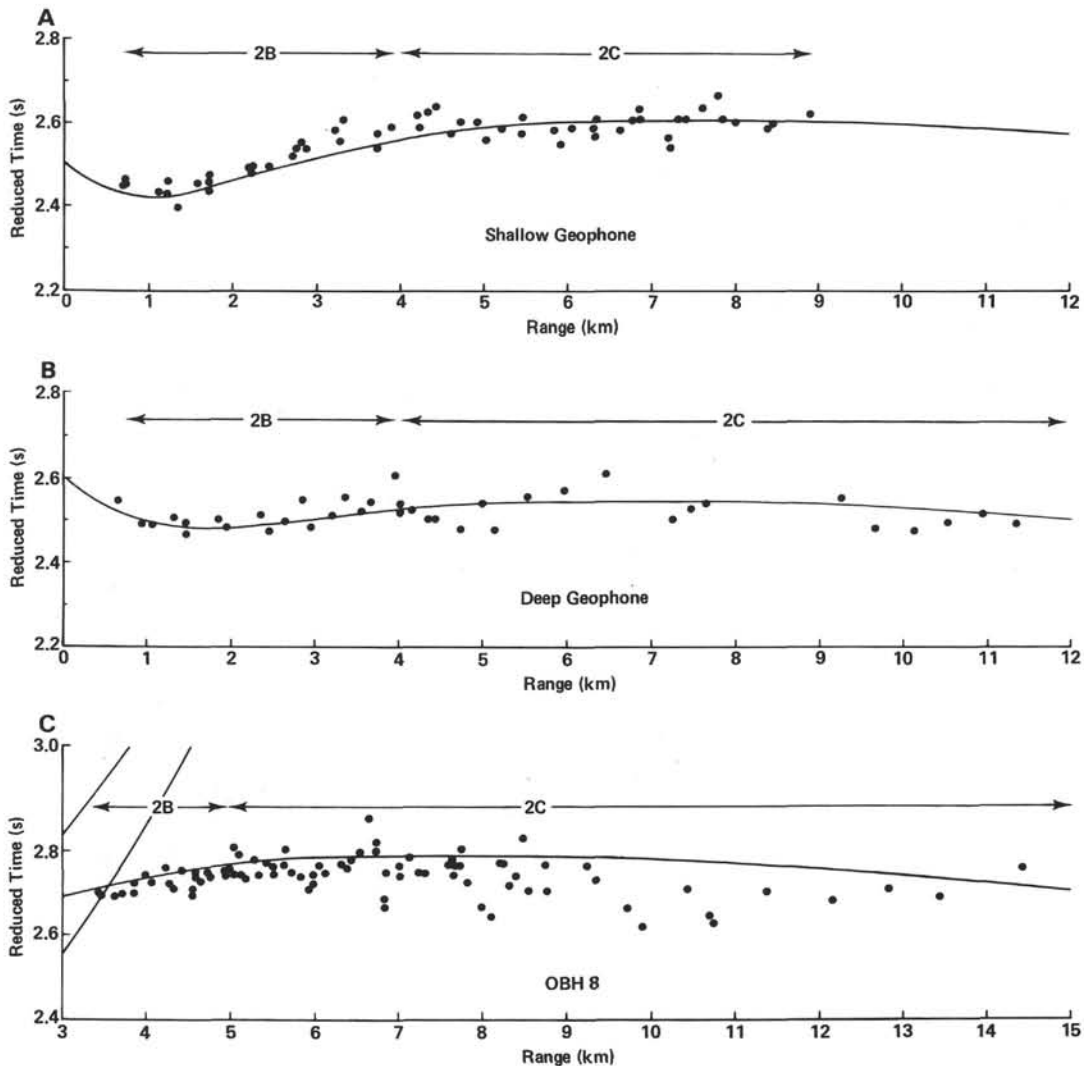 A
2.8
2B
2C
2.6
Reduced Time (s)
2.4
Shallow Geophone
2.2
0 1 2 3 4 5 6 7 8 9 10 11 12
Range (km)
B
2.8
2B
2C
2.6
Reduced Time (s)
2.4
Deep Geophone
2.2
0 1 2 3 4 5 6 7 8 9 10 11 12
Range (km)
C
3.0
2B
2C
2.8
Reduced Time (s)
2.6
OBH 8
2.4
3 4 5 6 7 8 9 10 11 12 13 14 15
Range (km)